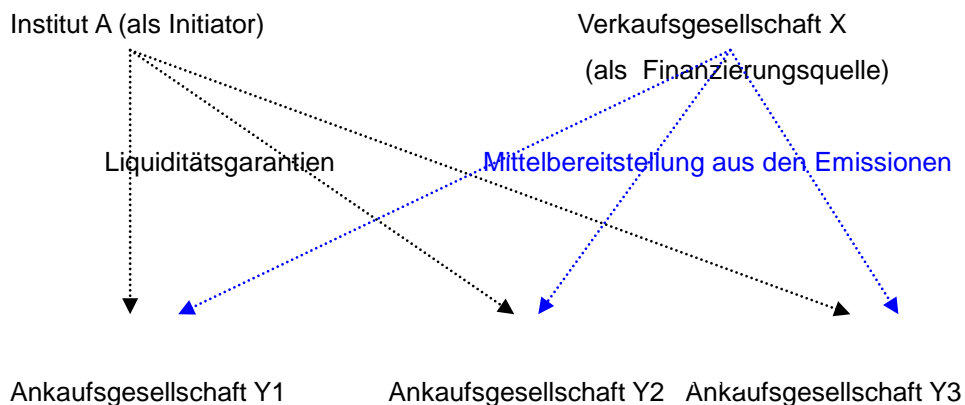 Institut A (als Initiator) Verkaufsgesellschaft X
(als Finanzierungsquelle)
Liquiditätsgarantien Mittelbereitstellung aus den Emissionen
Ankaufsgesellschaft Y1 Ankaufsgesellschaft Y2 Ankaufsgesellschaft Y3